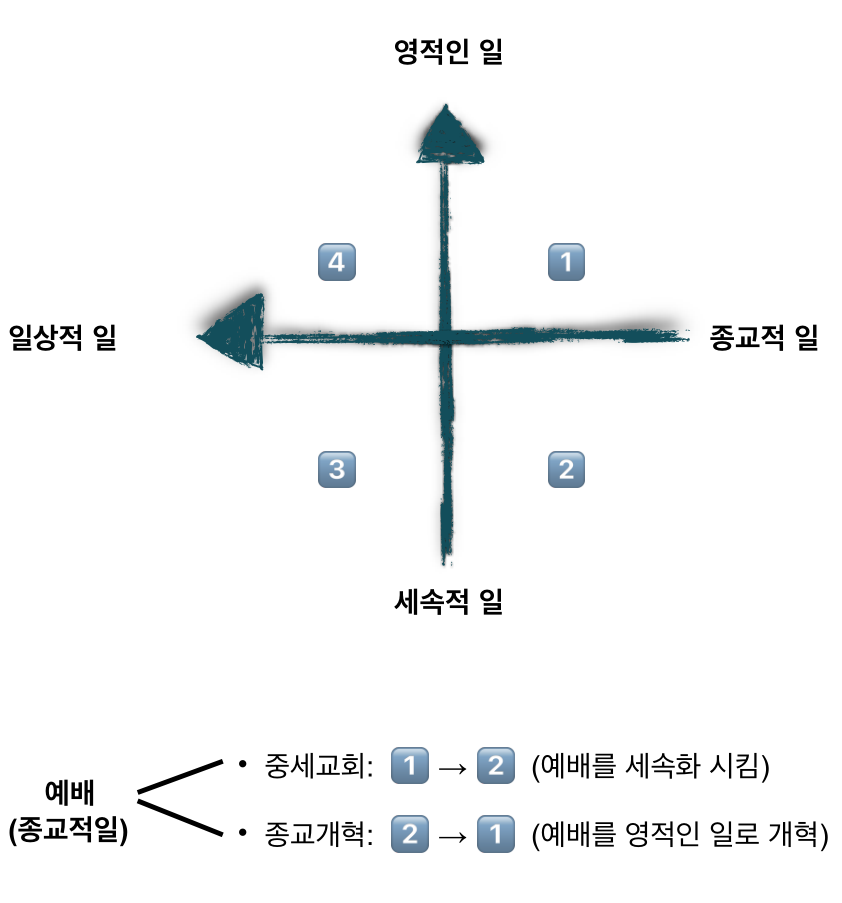 영적인 일
4 1
일상적 일 종교적 일
3 2
세속적 일
• 중세교회: 1 → 2 (예배를 세속화 시킴)
예배
(종교적일)
• 종교개혁: 2 → 1 (예배를 영적인 일로 개혁)